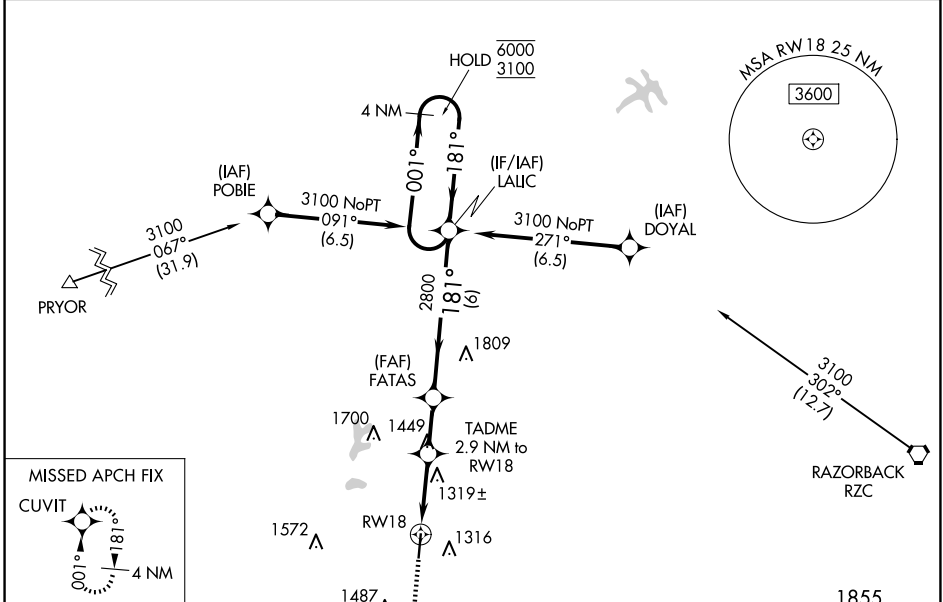 HOLD 6000
3100
4 NM
001°
181°
MSA RW18 25 NM
3600
(IAF)
POBIE
3100 NoPT
091°
(6.5)
(IF/IAF)
LALIC
3100 NoPT
271°
(6.5)
(IAF)
DOYAL
3100
067°
(31.9)
PRYOR
2800
181°
(6)
(FAF)
FATAS
1809
3100
302°
(12.7)
RAZORBACK
RZC
1700
1449
TADME
2.9 NM to
RW18
1319±
RW18
1316
1572
1487
1855
MISSED APCH FIX
CUVIT
001°
181°
4 NM